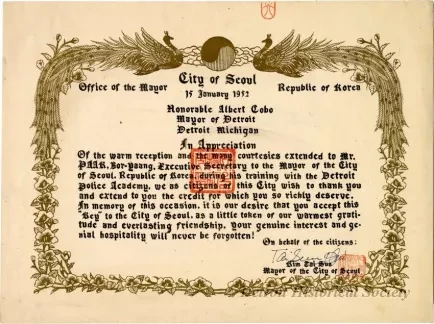 City of Seoul
Office of the Mayor
Republic of Korea
15 January 1952
Honorable Albert Cobo
Mayor of Detroit
Detroit Michigan
In Appreciation
Of the warm reception and the many courtesies extended to Mr.
PAAK, Executive Secretary to the Mayor of the City
of Seoul, Republic of Korea, during his training with the Detroit
Police Academy, we as citizens of this City wish to thank you
and extend to you the credit for which you so richly deserve.
In memory of this occasion, it is our desire that you accept this
"Key" to the City of Seoul, as a little token of our warmest grati-
tude and everlasting friendship. Your genuine interest and ge-
nial hospitality will never be forgotten!
On behalf of the citizens:
Kim Tai Sun
Mayor of the City of Seoul
Detroit Historical Society